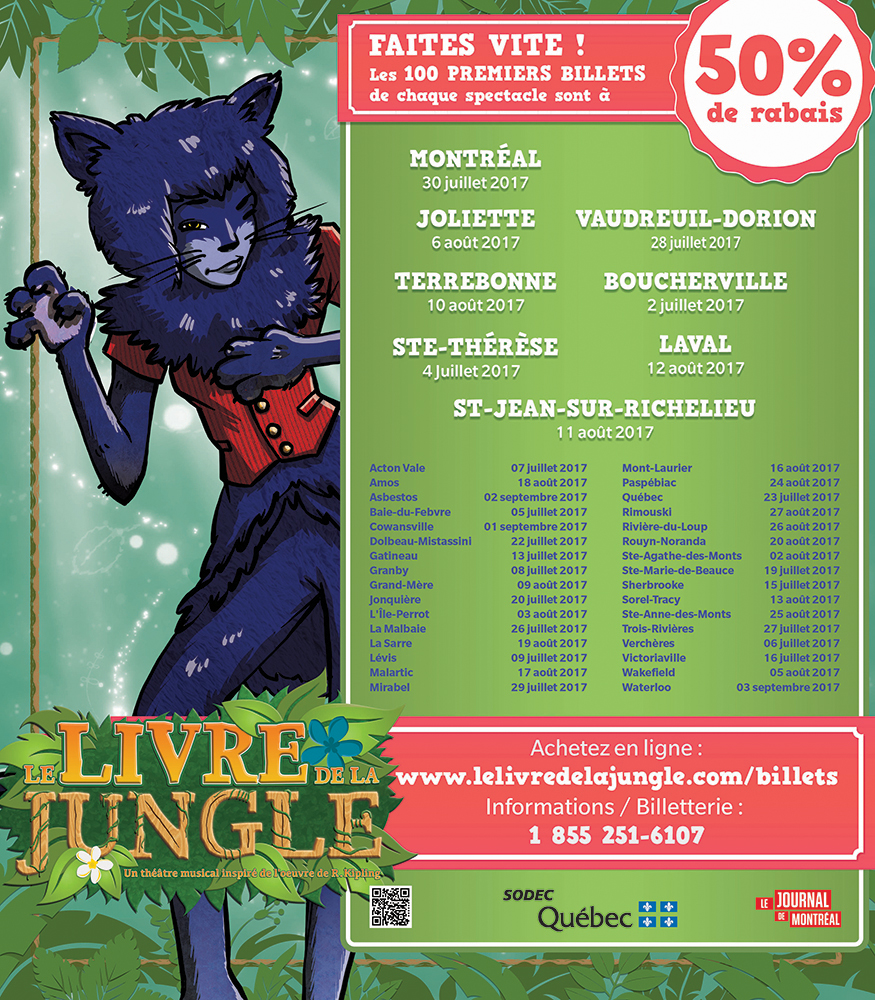 FAITES VITE !
Les 100 PREMIERS BILLETS
de chaque spectacle sont à
50%
de rabais
MONTRÉAL
30 juillet 2017
JOLIETTE
6 août 2017
VAUDREUIL-DORION
28 juillet 2017
TERREBONNE
10 août 2017
BOUCHERVILLE
2 juillet 2017
STE-THÉRÈSE
4 Juillet 2017
LAVAL
12 août 2017
ST-JEAN-SUR-RICHELIEU
11 août 2017
Acton Vale 07 juillet 2017
Amos 18 août 2017
Asbestos 02 septembre 2017
Baie-du-Febvre 05 juillet 2017
Cowansville 01 septembre 2017
Dolbeau-Mistassini 22 juillet 2017
Gatineau 13 juillet 2017
Granby 08 juillet 2017
Grand-Mère 09 août 2017
Jonquière 20 juillet 2017
L'Île-Perrot 03 août 2017
La Malbaie 26 juillet 2017
La Sarre 19 août 2017
Lévis 09 juillet 2017
Malartic 17 août 2017
Mirabel 29 juillet 2017
Mont-Laurier 16 août 2017
Paspébiac 24 août 2017
Québec 23 juillet 2017
Rimouski 27 août 2017
Rivière-du-Loup 26 août 2017
Rouyn-Noranda 20 août 2017
Ste-Agathe-des-Monts 02 août 2017
Ste-Marie-de-Beauce 19 juillet 2017
Sherbrooke 15 juillet 2017
Sorel-Tracy 13 août 2017
Ste-Anne-des-Monts 25 août 2017
Trois-Rivières 27 juillet 2017
Verchères 06 juillet 2017
Victoriaville 16 juillet 2017
Wakefield 05 août 2017
Waterloo 03 septembre 2017
LE LIVRE DE LA
JUNGLE
Un théâtre musical inspiré de l'oeuvre de R. Kipling
Achetez en ligne :
www.lelivredelajungle.com/billets
Informations / Billetterie :
1 855 251-6107
SODEC
Québec
LE JOURNAL
DE MONTRÉAL